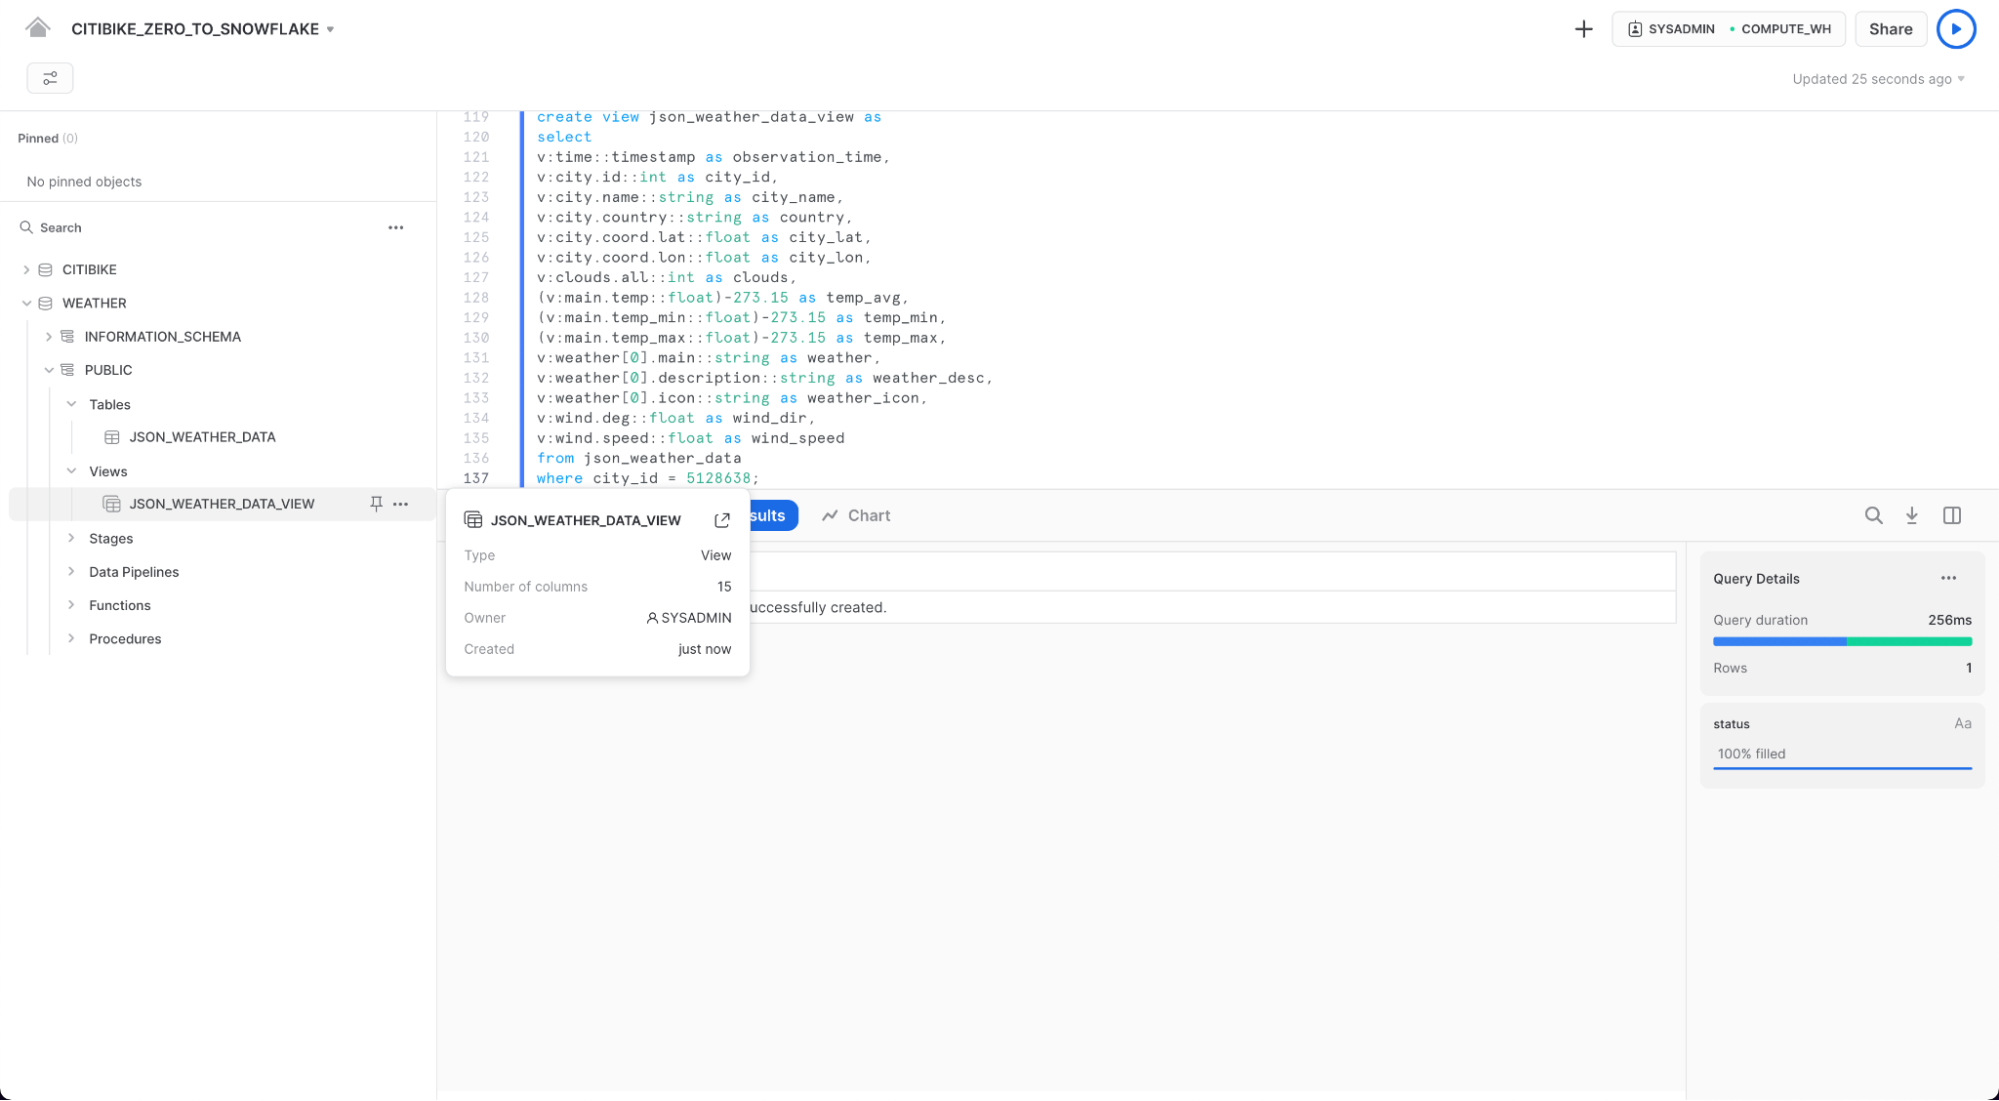 CITIBIKE_ZERO_TO_SNOWFLAKE
SYSADMIN • COMPUTE_WH
Share
Updated 25 seconds ago
Pinned (0)
No pinned objects
Search
CITIBIKE
WEATHER
INFORMATION_SCHEMA
PUBLIC
Tables
JSON_WEATHER_DATA
Views
JSON_WEATHER_DATA_VIEW
Stages
Data Pipelines
Functions
Procedures
119 create view json_weather_data_view as
120 select
121 v:time::timestamp as observation_time,
122 v:city.id::int as city_id,
123 v:city.name::string as city_name,
124 v:city.country::string as country,
125 v:city.coord.lat::float as city_lat,
126 v:city.coord.lon::float as city_lon,
127 v:clouds.all::int as clouds,
128 (v:main.temp::float)-273.15 as temp_avg,
129 (v:main.temp_min::float)-273.15 as temp_min,
130 (v:main.temp_max::float)-273.15 as temp_max,
131 v:weather[0].main::string as weather,
132 v:weather[0].description::string as weather_desc,
133 v:weather[0].icon::string as weather_icon,
134 v:wind.deg::float as wind_dir,
135 v:wind.speed::float as wind_speed
136 from json_weather_data
137 where city_id = 5128638;
JSON_WEATHER_DATA_VIEW
Type View
Number of columns 15
Owner SYSADMIN
Created just now
sults
Chart
uccessfully created.
Query Details
Query duration 256ms
Rows 1
status Aa
100% filled